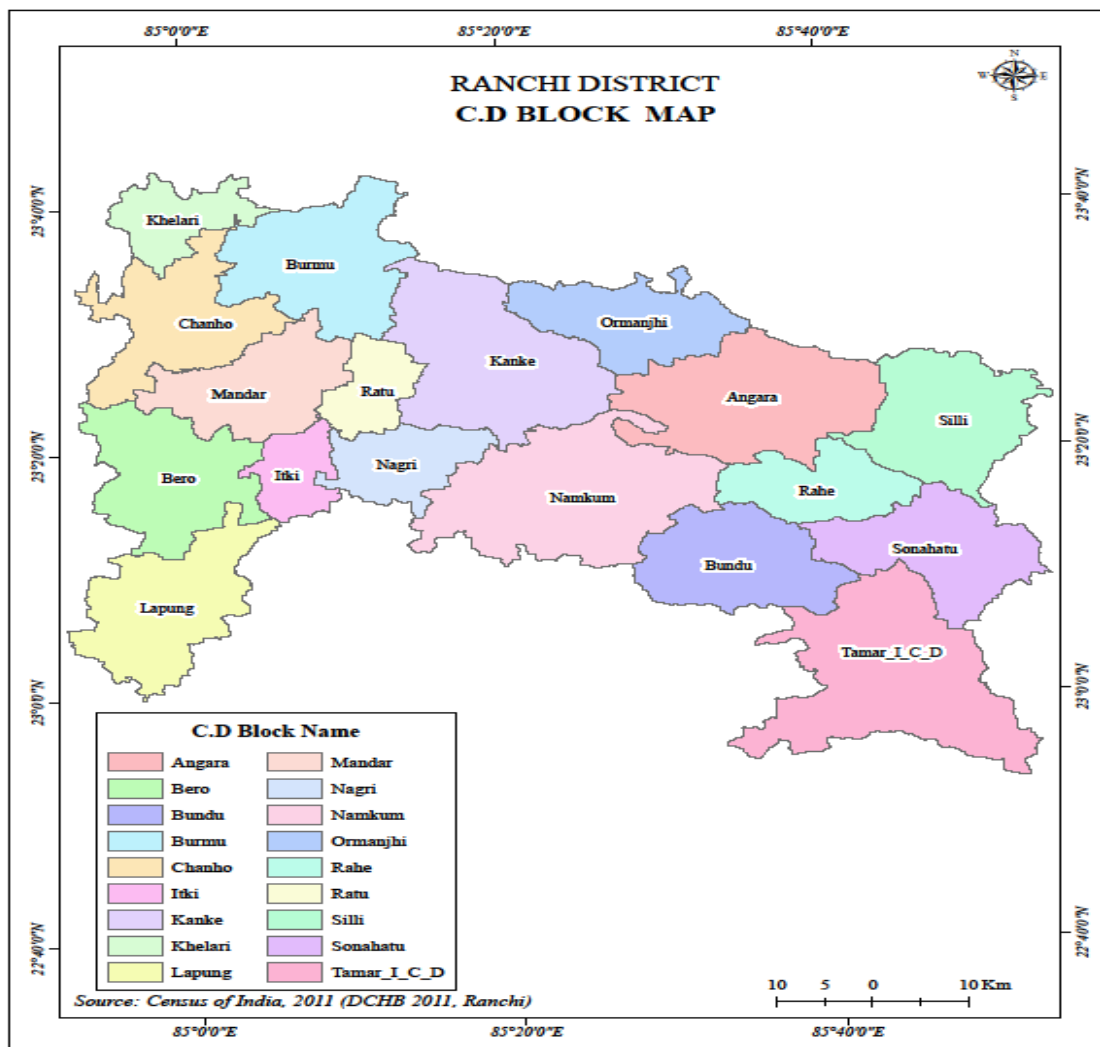 85°0'0"E 85°20'0"E 85°40'0"E
RANCHI DISTRICT
C.D BLOCK MAP
N
W E
S
23°40'0"N 23°40'0"N
Khelari
Burmu
Chanho
Ormanjhi
Kanke
Mandar
Ratu
Angara
Silli
23°20'0"N
23°0'0"N
Bero
Itki
Nagri
Namkum
Rahe
Sonahatu
Bundu
Lapung
Tamar_I_C_D
23°0'0"N 23°0'0"N
C.D Block Name
Angara Mandar
Bero Nagri
Bundu Namkum
Burmu Ormanjhi
Chanho Rahe
Itki Ratu
Kanke Silli
Khelari Sonahatu
Lapung Tamar_I_C_D
22°40'0"N 22°40'0"N
Source: Census of India, 2011 (DCHB 2011, Ranchi)
10 5 0 10 Km
85°0'0"E 85°20'0"E 85°40'0"E